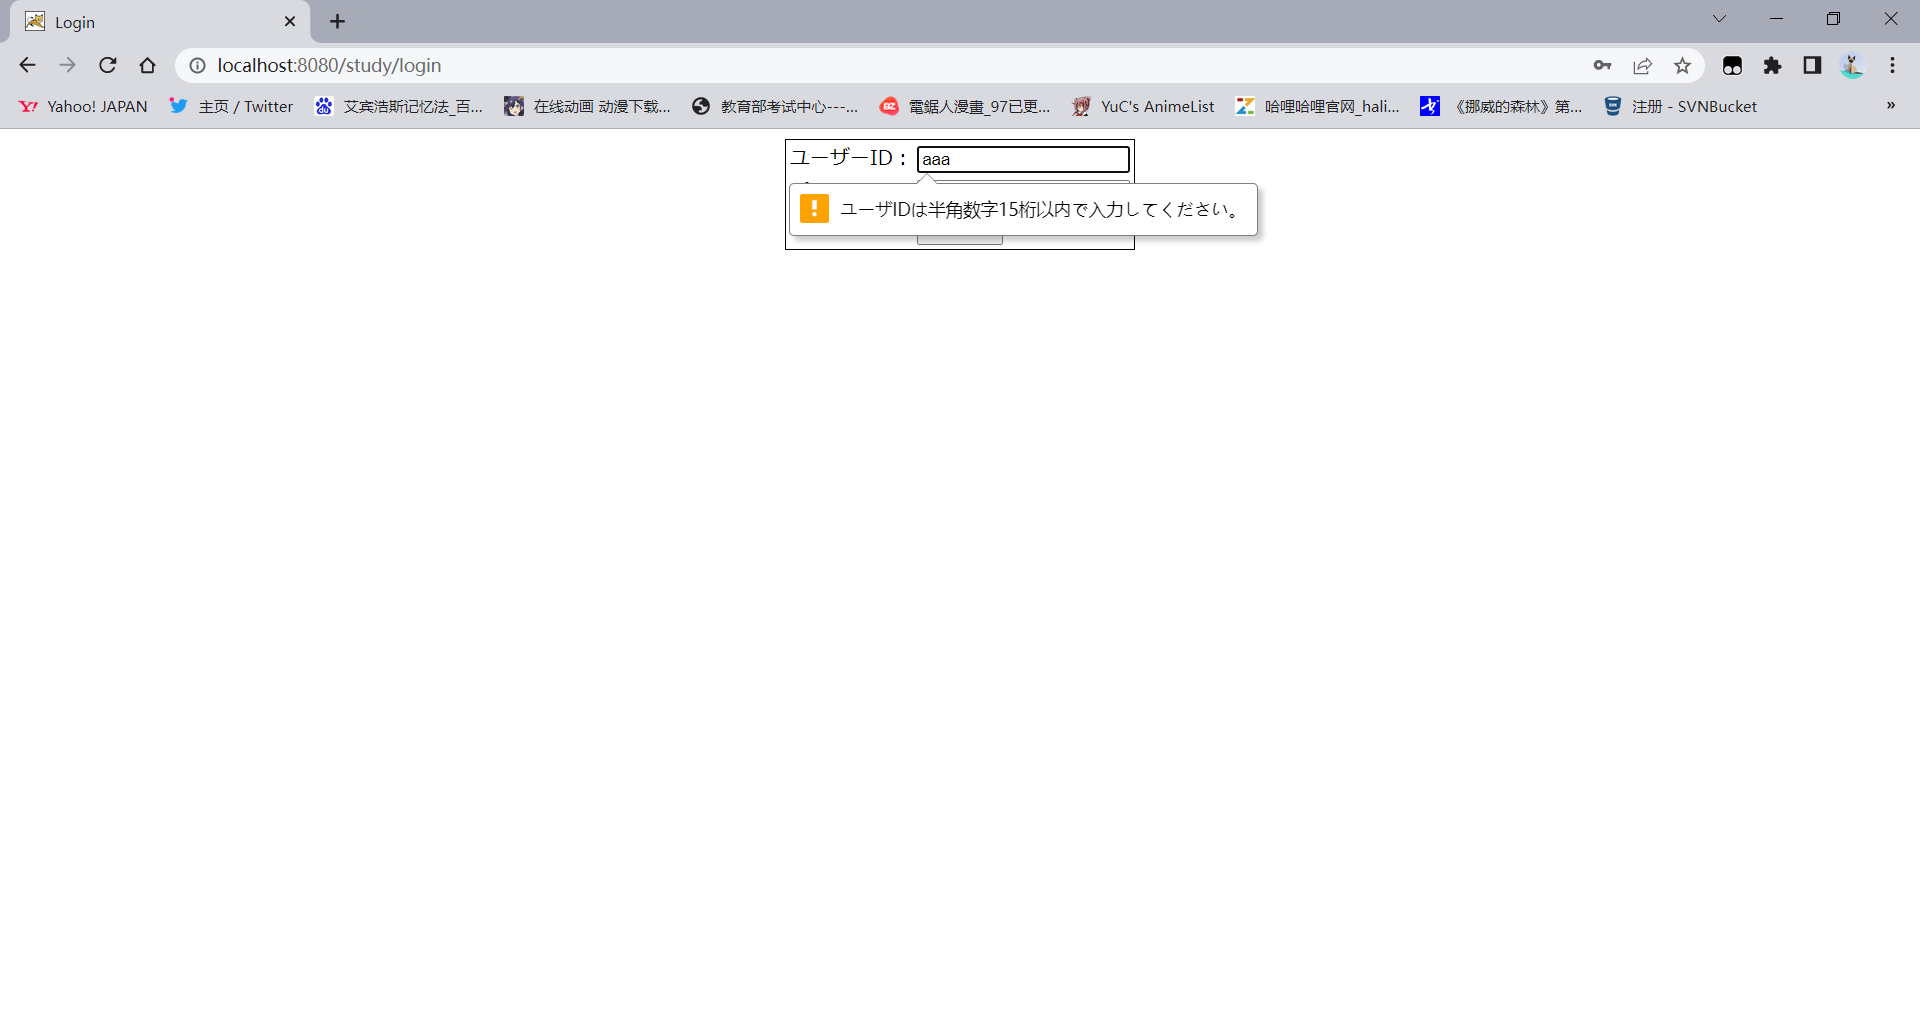 Login
localhost:8080/study/login
Yahoo! JAPAN
主页 / Twitter
艾宾浩斯记忆法_百...
在线动画 动漫下载...
教育部考试中心---...
電鋸人漫畫_97已更...
YuC's AnimeList
哈哩哈哩官网_hali...
《挪威的森林》第...
注册 - SVNBucket
»
ユーザーID：
aaa
ユーザIDは半角数字15桁以内で入力してください。